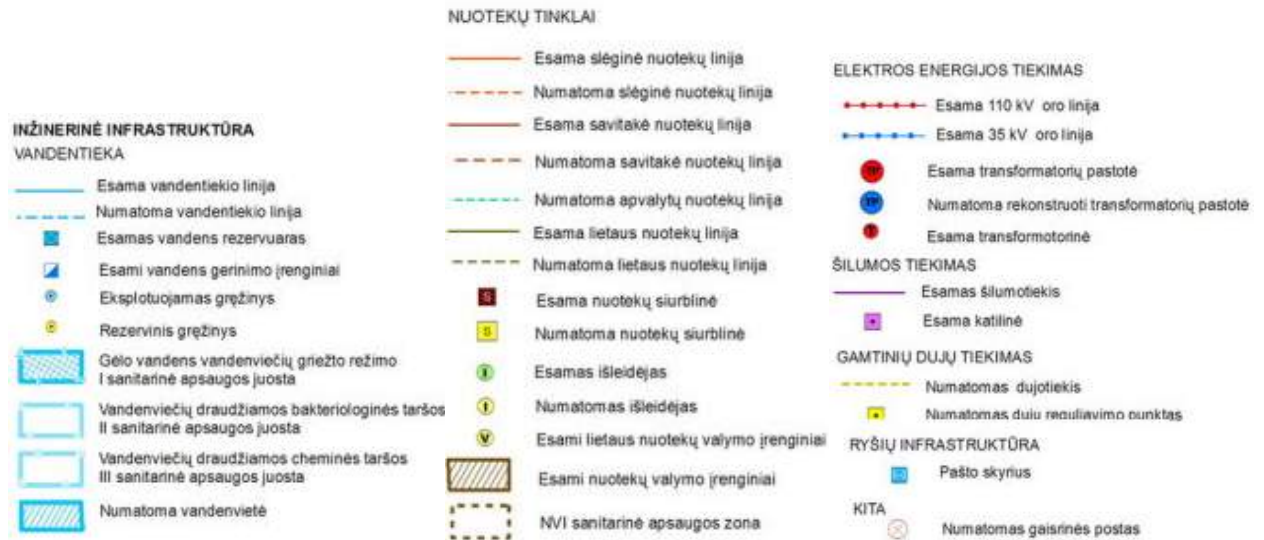 INŽINERINĖ INFRASTRUKTŪRA
VANDENTIEKA
Esama vandentiekio linija
Numatoma vandentiekio linija
Esamas vandens rezervuaras
Esami vandens gerinimo įrenginiai
Eksplotuojamas gręžinys
Rezervinis gręžinys
Gėlo vandens vandenviečių griežto režimo
I sanitarinė apsaugos juosta
Vandenviečių draudžiamos bakteriologinės taršos
II sanitarinė apsaugos juosta
Vandenviečių draudžiamos cheminės taršos
III sanitarinė apsaugos juosta
Numatoma vandenvietė
NUOTEKŲ TINKLAI
Esama slėginė nuotekų linija
Numatoma slėginė nuotekų linija
Esama savitakė nuotekų linija
Numatoma savitakė nuotekų linija
Numatoma apvalytų nuotekų linija
Esama lietaus nuotekų linija
Numatoma lietaus nuotekų linija
S Esama nuotekų siurblinė
S Numatoma nuotekų siurblinė
I Esamas išleidėjas
I Numatomas išleidėjas
V Esami lietaus nuotekų valymo įrenginiai
Esami nuotekų valymo įrenginiai
NVI sanitarinė apsaugos zona
ELEKTROS ENERGIJOS TIEKIMAS
Esama 110 kV oro linija
Esama 35 kV oro linija
TP Esama transformatorių pastotė
TP Numatoma rekonstruoti transformatorių pastotė
T Esama transformotorinė
ŠILUMOS TIEKIMAS
Esamas šilumotiekis
Esama katilinė
GAMTINIŲ DUJŲ TIEKIMAS
Numatomas dujotiekis
Numatomas dujų reguliavimo punktas
RYŠIŲ INFRASTRUKTŪRA
Pašto skyrius
KITA
Numatomas gaisrinės postas